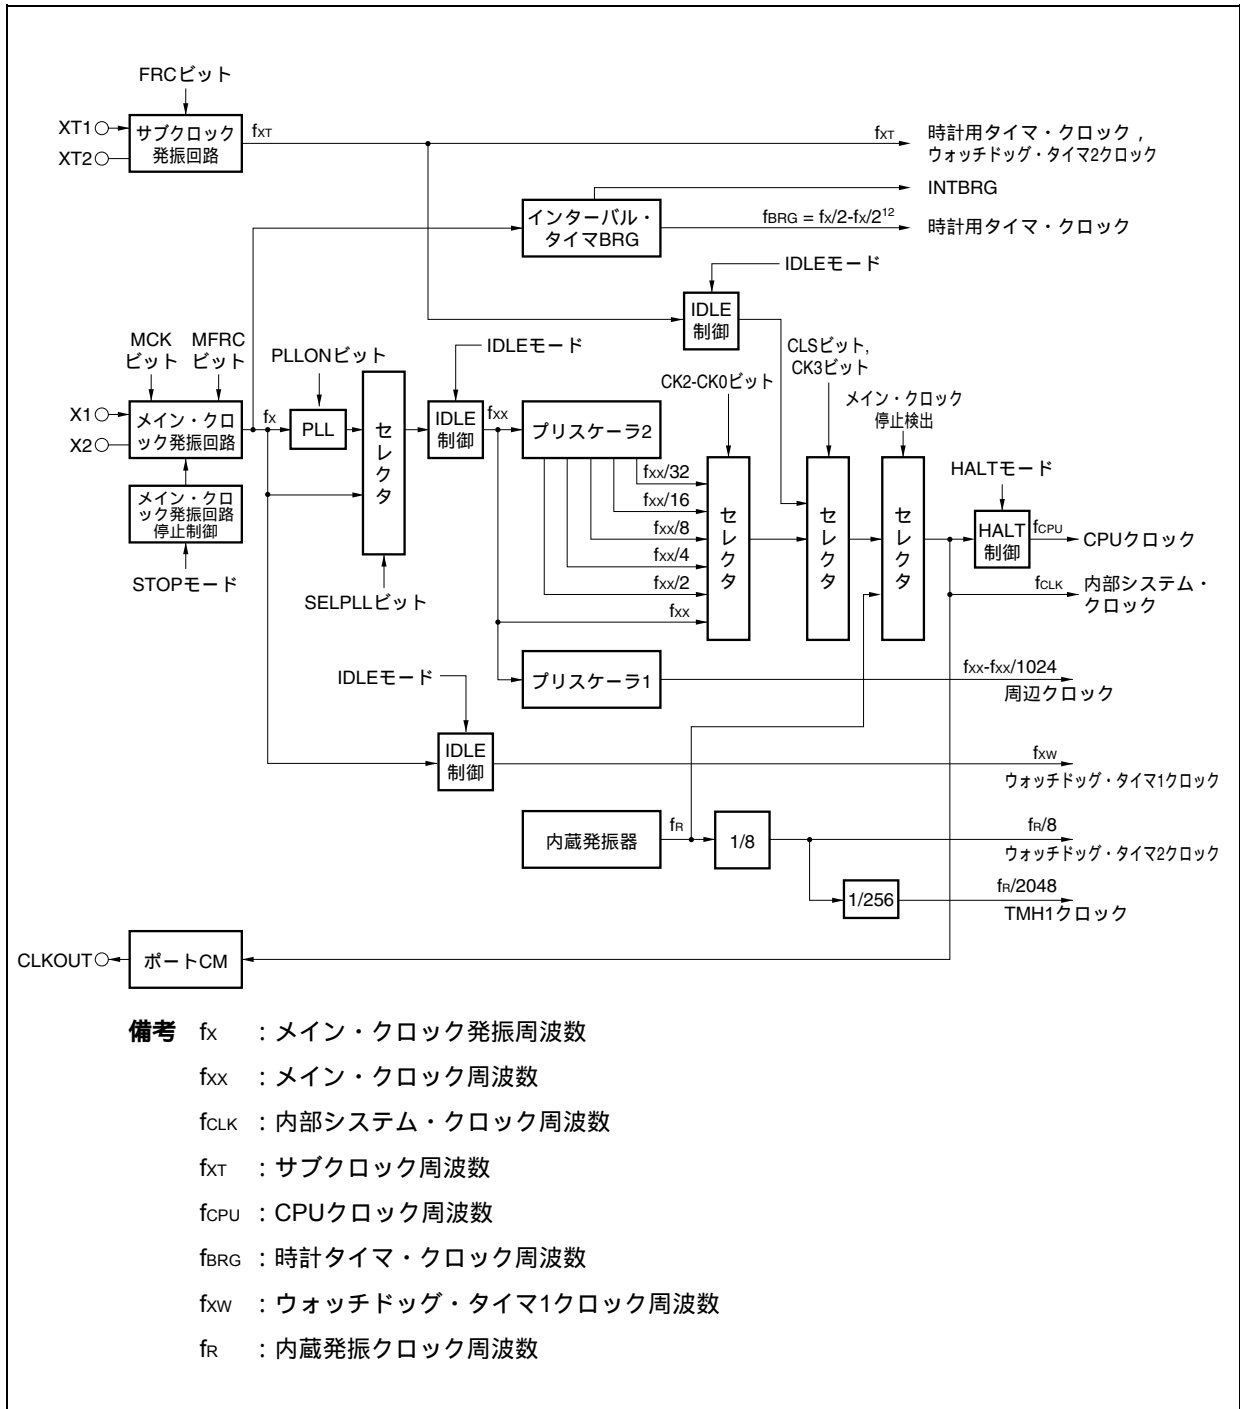 FRCビット
XT1
XT2
サブクロック
発振回路
fXT
fXT
時計用タイマ・クロック,
ウォッチドッグ・タイマ2クロック
INTBRG
インターバル・
タイマBRG
fBRG = fX/2-fX/2¹²
時計用タイマ・クロック
IDLEモード
IDLE
制御
MCK
ビット
MFRC
ビット
PLLONビット
IDLEモード
CLSビット,
CK3ビット
CK2-CK0ビット
メイン・クロック
停止検出
HALTモード
X1
X2
メイン・クロ
ック発振回路
fX
PLL
セレクタ
IDLE
制御
fXX
プリスケーラ2
fXX/32
fXX/16
fXX/8
fXX/4
fXX/2
fXX
セレクタ
セレクタ
セレクタ
HALT
制御
fCPU
CPUクロック
fCLK
内部システム・
クロック
メイン・クロ
ック発振回路
停止制御
STOPモード
SELPLLビット
プリスケーラ1
fXX-fXX/1024
周辺クロック
IDLEモード
IDLE
制御
fXW
ウォッチドッグ・タイマ1クロック
内蔵発振器
fR
1/8
fR/8
ウォッチドッグ・タイマ2クロック
1/256
fR/2048
TMH1クロック
CLKOUT
ポートCM
備考 fX :メイン・クロック発振周波数
fXX :メイン・クロック周波数
fCLK :内部システム・クロック周波数
fXT :サブクロック周波数
fCPU :CPUクロック周波数
fBRG :時計タイマ・クロック周波数
fXW :ウォッチドッグ・タイマ1クロック周波数
fR :内蔵発振クロック周波数